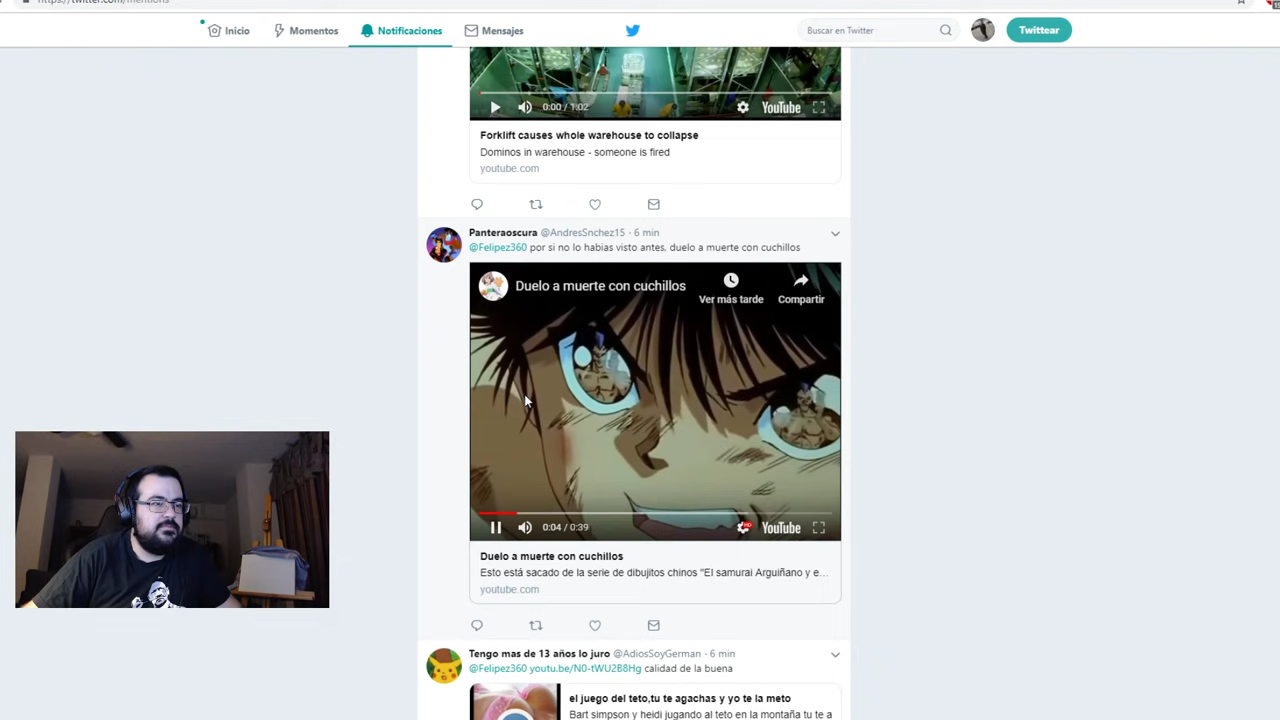 https://twitter.com/mentions
Inicio
Momentos
Notificaciones
Mensajes
Buscar en Twitter
Twittear
0:00 / 1:02
YouTube
Forklift causes whole warehouse to collapse
Dominos in warehouse - someone is fired
youtube.com
Panteraoscura @AndresSnchez15 · 6 min
@Felipez360 por si no lo habias visto antes, duelo a muerte con cuchillos
Duelo a muerte con cuchillos
Ver más tarde
Compartir
0:04 / 0:39
HD
YouTube
Duelo a muerte con cuchillos
Esto está sacado de la serie de dibujitos chinos "El samurai Arguiñano y e...
youtube.com
Tengo mas de 13 años lo juro @AdiosSoyGerman · 6 min
@Felipez360 youtu.be/N0-tWU2B8Hg calidad de la buena
el juego del teto,tu te agachas y yo te la meto
Bart simpson y heidi jugando al teto en la montaña tu te a